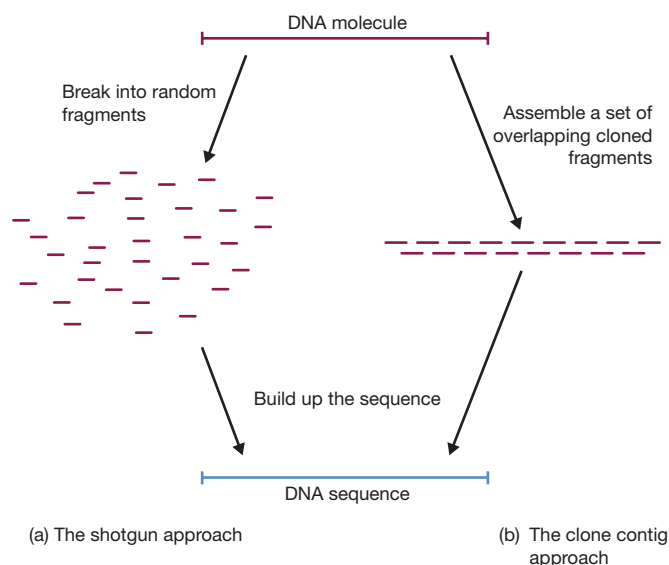 DNA molecule
Break into random
fragments
Assemble a set of
overlapping cloned
fragments
Build up the sequence
DNA sequence
(a) The shotgun approach
(b) The clone contig
approach